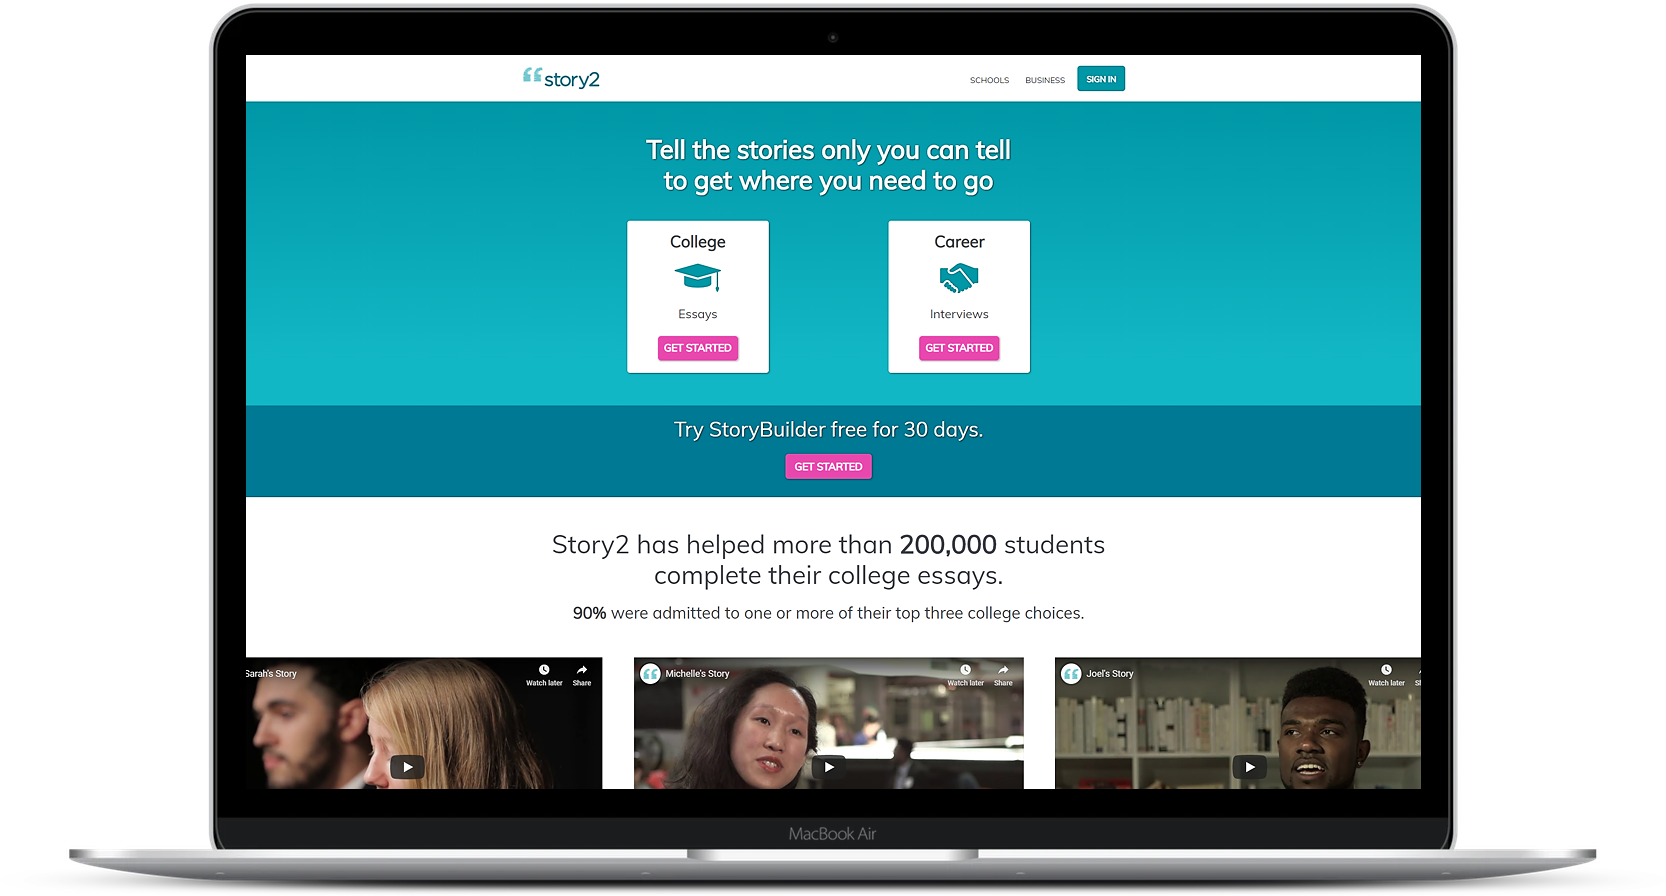 story2
SCHOOLS BUSINESS SIGN IN
Tell the stories only you can tell
to get where you need to go
College
Essays
GET STARTED
Career
Interviews
GET STARTED
Try StoryBuilder free for 30 days.
GET STARTED
Story2 has helped more than 200,000 students
complete their college essays.
90% were admitted to one or more of their top three college choices.
Sarah's Story
Watch later Share
Michelle's Story
Watch later Share
Joel's Story
Watch later
MacBook Air